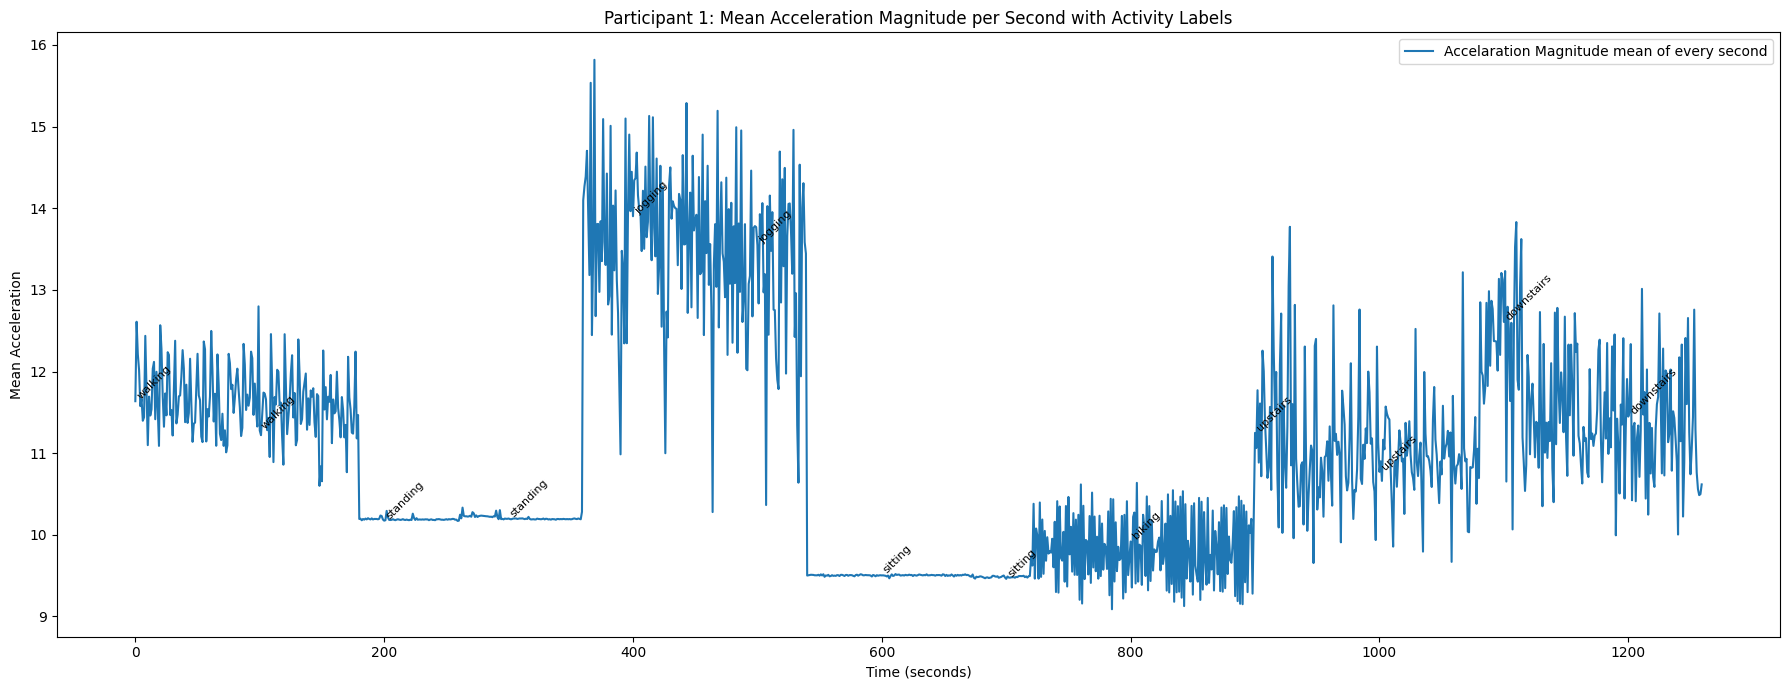 Participant 1: Mean Acceleration Magnitude per Second with Activity Labels
Accelaration Magnitude mean of every second
Mean Acceleration
16
15
14
13
12
11
10
9
walking
walking
standing
standing
jogging
jogging
sitting
sitting
biking
upstairs
upstairs
downstairs
downstairs
0 200 400 600 800 1000 1200
Time (seconds)